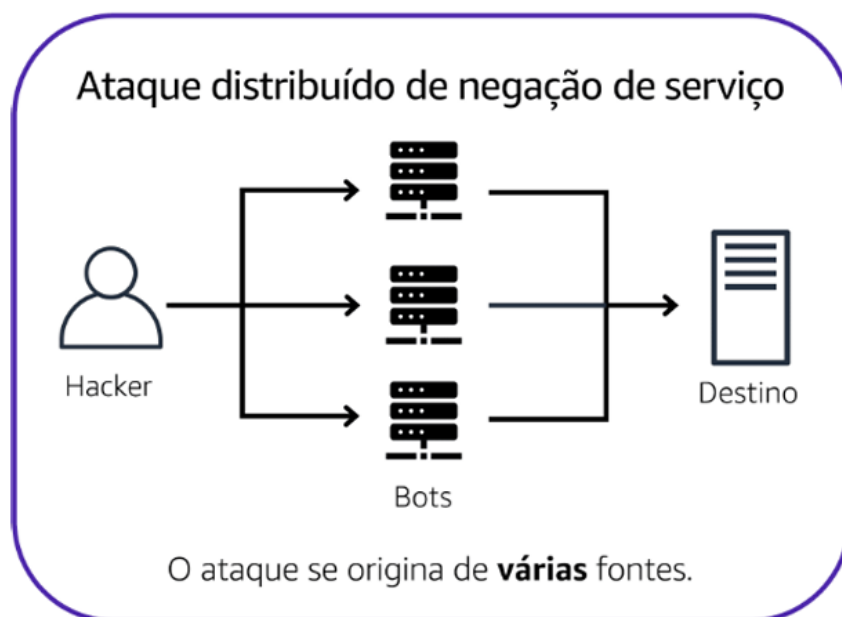 Ataque distribuído de negação de serviço
Hacker
Bots
Destino
O ataque se origina de várias fontes.